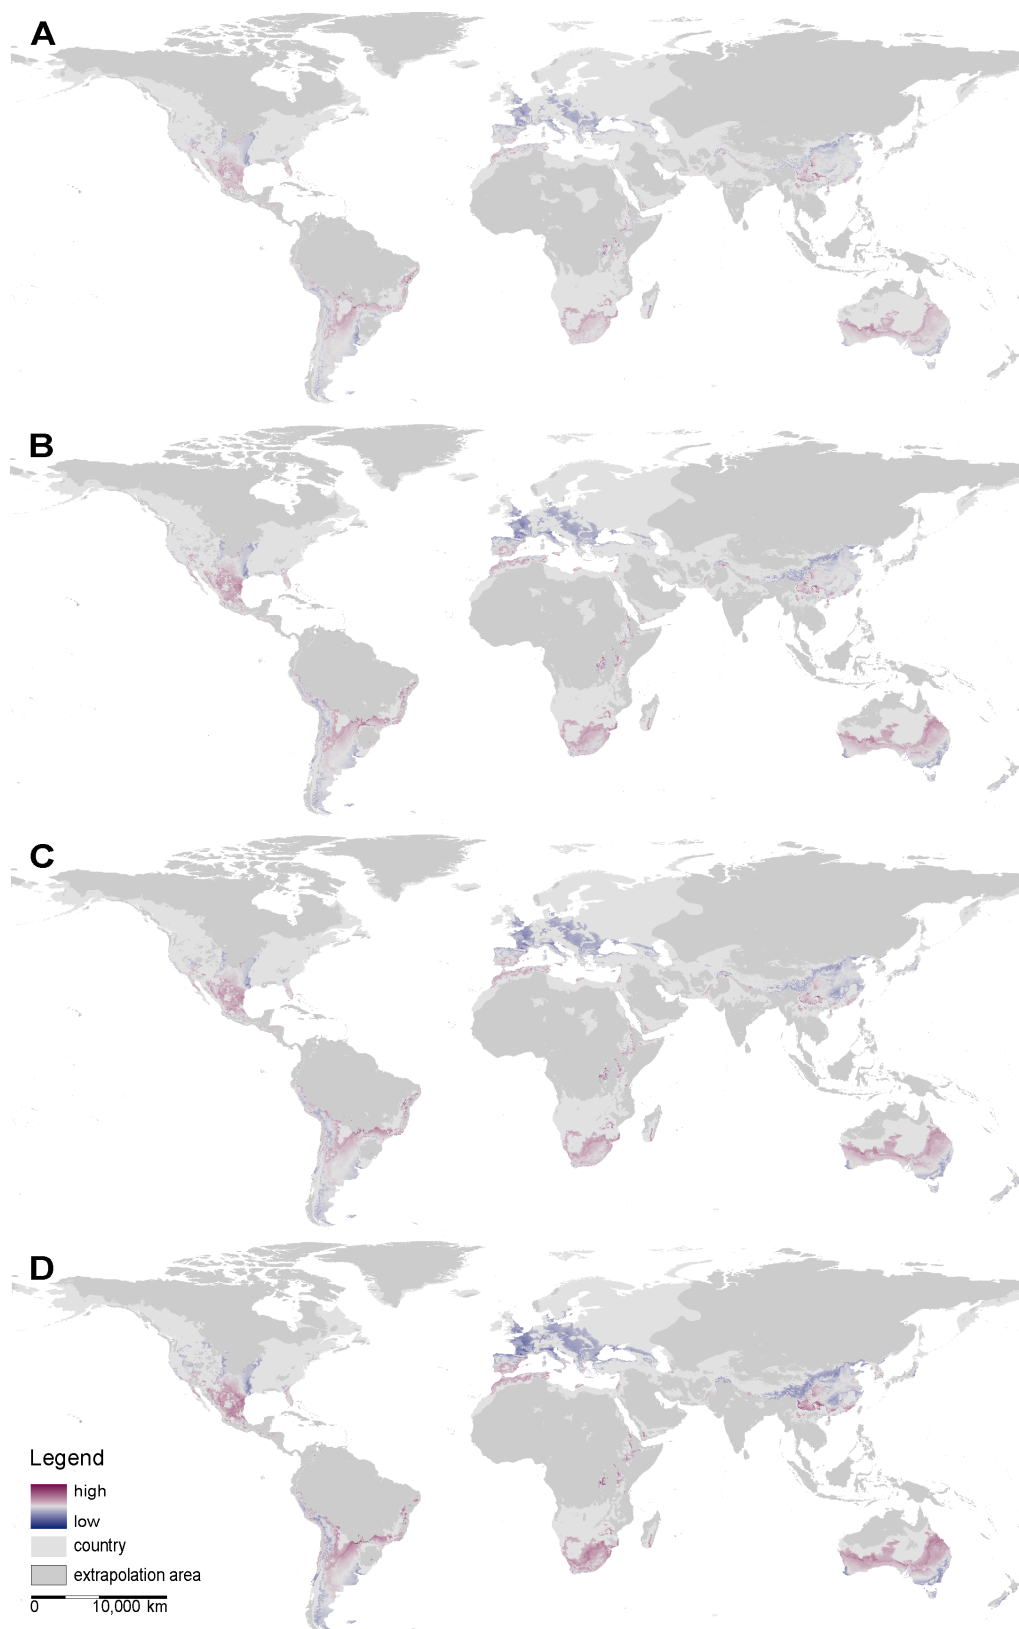 A
B
C
D
Legend
high
low
country
extrapolation area
0 10,000 km